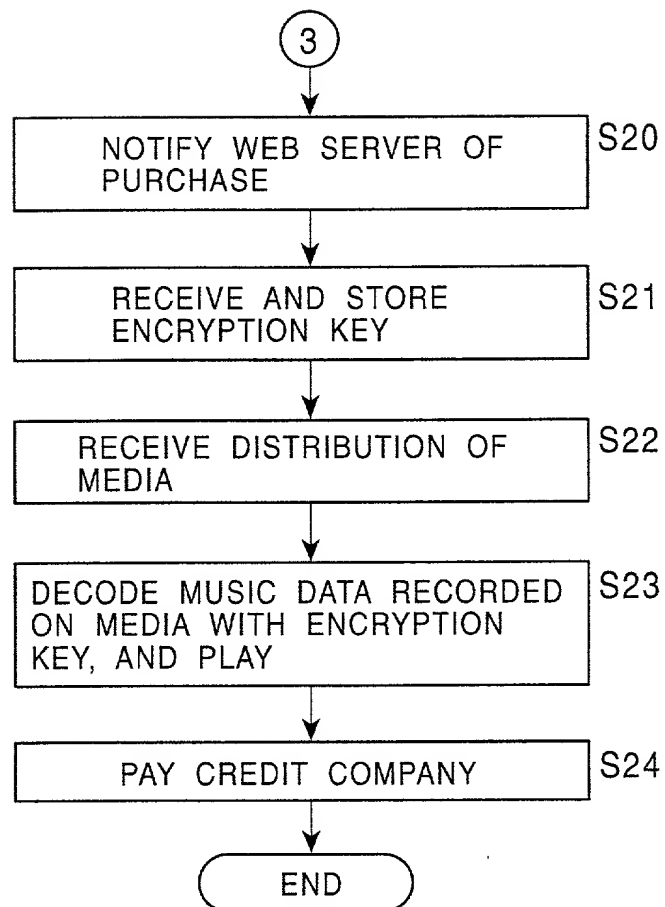 3
NOTIFY WEB SERVER OF
PURCHASE
S20
RECEIVE AND STORE
ENCRYPTION KEY
S21
RECEIVE DISTRIBUTION OF
MEDIA
S22
DECODE MUSIC DATA RECORDED
ON MEDIA WITH ENCRYPTION
KEY, AND PLAY
S23
PAY CREDIT COMPANY
S24
END